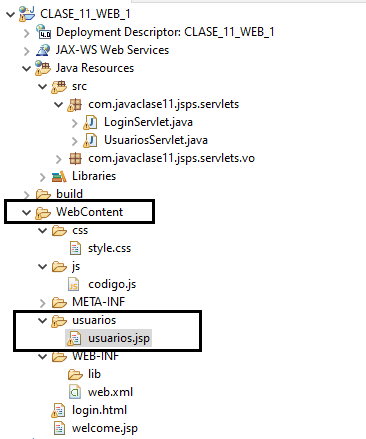 CLASE_11_WEB_1
Deployment Descriptor: CLASE_11_WEB_1
JAX-WS Web Services
Java Resources
src
com.javaclase11.jsps.servlets
LoginServlet.java
UsuariosServlet.java
com.javaclase11.jsps.servlets.vo
Libraries
build
WebContent
css
style.css
js
codigo.js
META-INF
usuarios
usuarios.jsp
WEB-INF
lib
web.xml
login.html
welcome.jsp